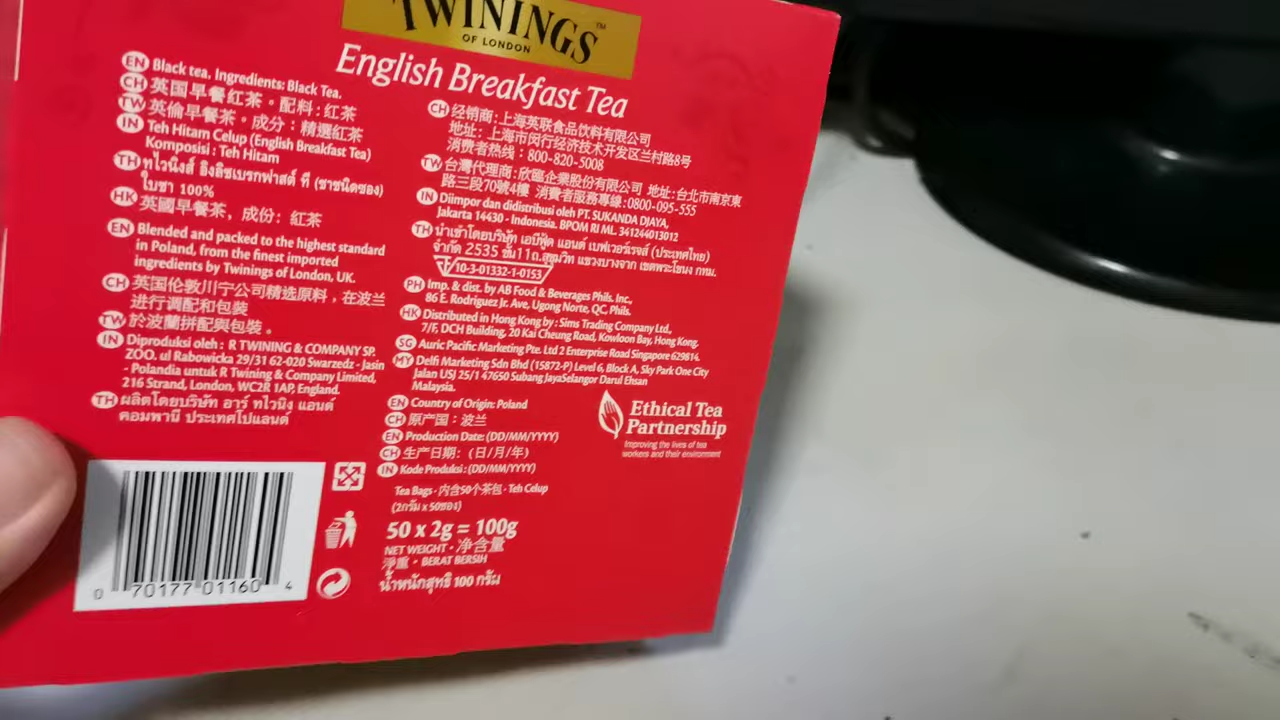 TWININGS™
OF LONDON
English Breakfast Tea
EN Black tea. Ingredients: Black Tea.
CH 英国早餐红茶。配料:红茶
TW 英倫早餐茶。成分:精選紅茶
IN Teh Hitam Celup (English Breakfast Tea)
Komposisi : Teh Hitam
TH ทไวนิงส์ อิงลิชเบรกฟาสต์ ที (ชาชนิดซอง)
ใบชา 100%
HK 英國早餐茶, 成份: 紅茶
EN Blended and packed to the highest standard
in Poland, from the finest imported
ingredients by Twinings of London, UK.
CH 英国伦敦川宁公司精选原料,在波兰
进行调配和包装
TW 於波蘭拼配與包裝。
IN Diproduksi oleh: R TWINING & COMPANY SP.
ZOO. ul Rabowicka 29/31 62-020 Swarzedz - Jasin
- Polandia untuk R Twining & Company Limited,
216 Strand, London, WC2R 1AP, England.
TH ผลิตโดยบริษัท อาร์ ทไวนิง แอนด์
คอมพานี ประเทศโปแลนด์
CH 经销商:上海英联食品饮料有限公司
地址: 上海市闵行经济技术开发区兰村路8号
消费者热线:800-820-5008
TW 台灣代理商:欣臨企業股份有限公司 地址:台北市南京東
路三段70號4樓 消費者服務專線:0800-095-555
IN Diimpor dan didistribusi oleh PT. SUKANDA DJAYA,
Jakarta 14430 - Indonesia. BPOM RI ML. 341244013012
TH นำเข้าโดยบริษัท เอบีฟู้ด แอนด์ เบฟเวอร์เรจส์ (ประเทศไทย)
จำกัด 2535 ชั้น11ถ.สุขุมวิท แขวงบางจาก เขตพระโขนง กทม.
10-3-01332-1-0153
PH Imp. & dist. by AB Food & Beverages Phils. Inc.,
86 E. Rodriguez Jr. Ave, Ugong Norte, QC, Phils.
HK Distributed in Hong Kong by : Sims Trading Company Ltd.,
7/F, DCH Building, 20 Kai Cheung Road, Kowloon Bay, Hong Kong.
SG Auric Pacific Marketing Pte. Ltd 2 Enterprise Road Singapore 629814.
MY Delfi Marketing Sdn Bhd (15872-P) Level 6, Block A, Sky Park One City
Jalan USJ 25/1 47650 Subang JayaSelangor Darul Ehsan
Malaysia.
EN Country of Origin: Poland
CH 原产国:波兰
EN Production Date: (DD/MM/YYYY)
CH 生产日期: (日/月/年)
IN Kode Produksi: (DD/MM/YYYY)
Ethical Tea
Partnership
Improving the lives of tea
workers and their environment
Tea Bags · 内含50个茶包 · Teh Celup
(2กรัม x 50ซอง)
50 x 2g = 100g
NET WEIGHT · 净含量
淨重 · BERAT BERSIH
น้ำหนักสุทธิ 100 กรัม
0 70177 01160 4